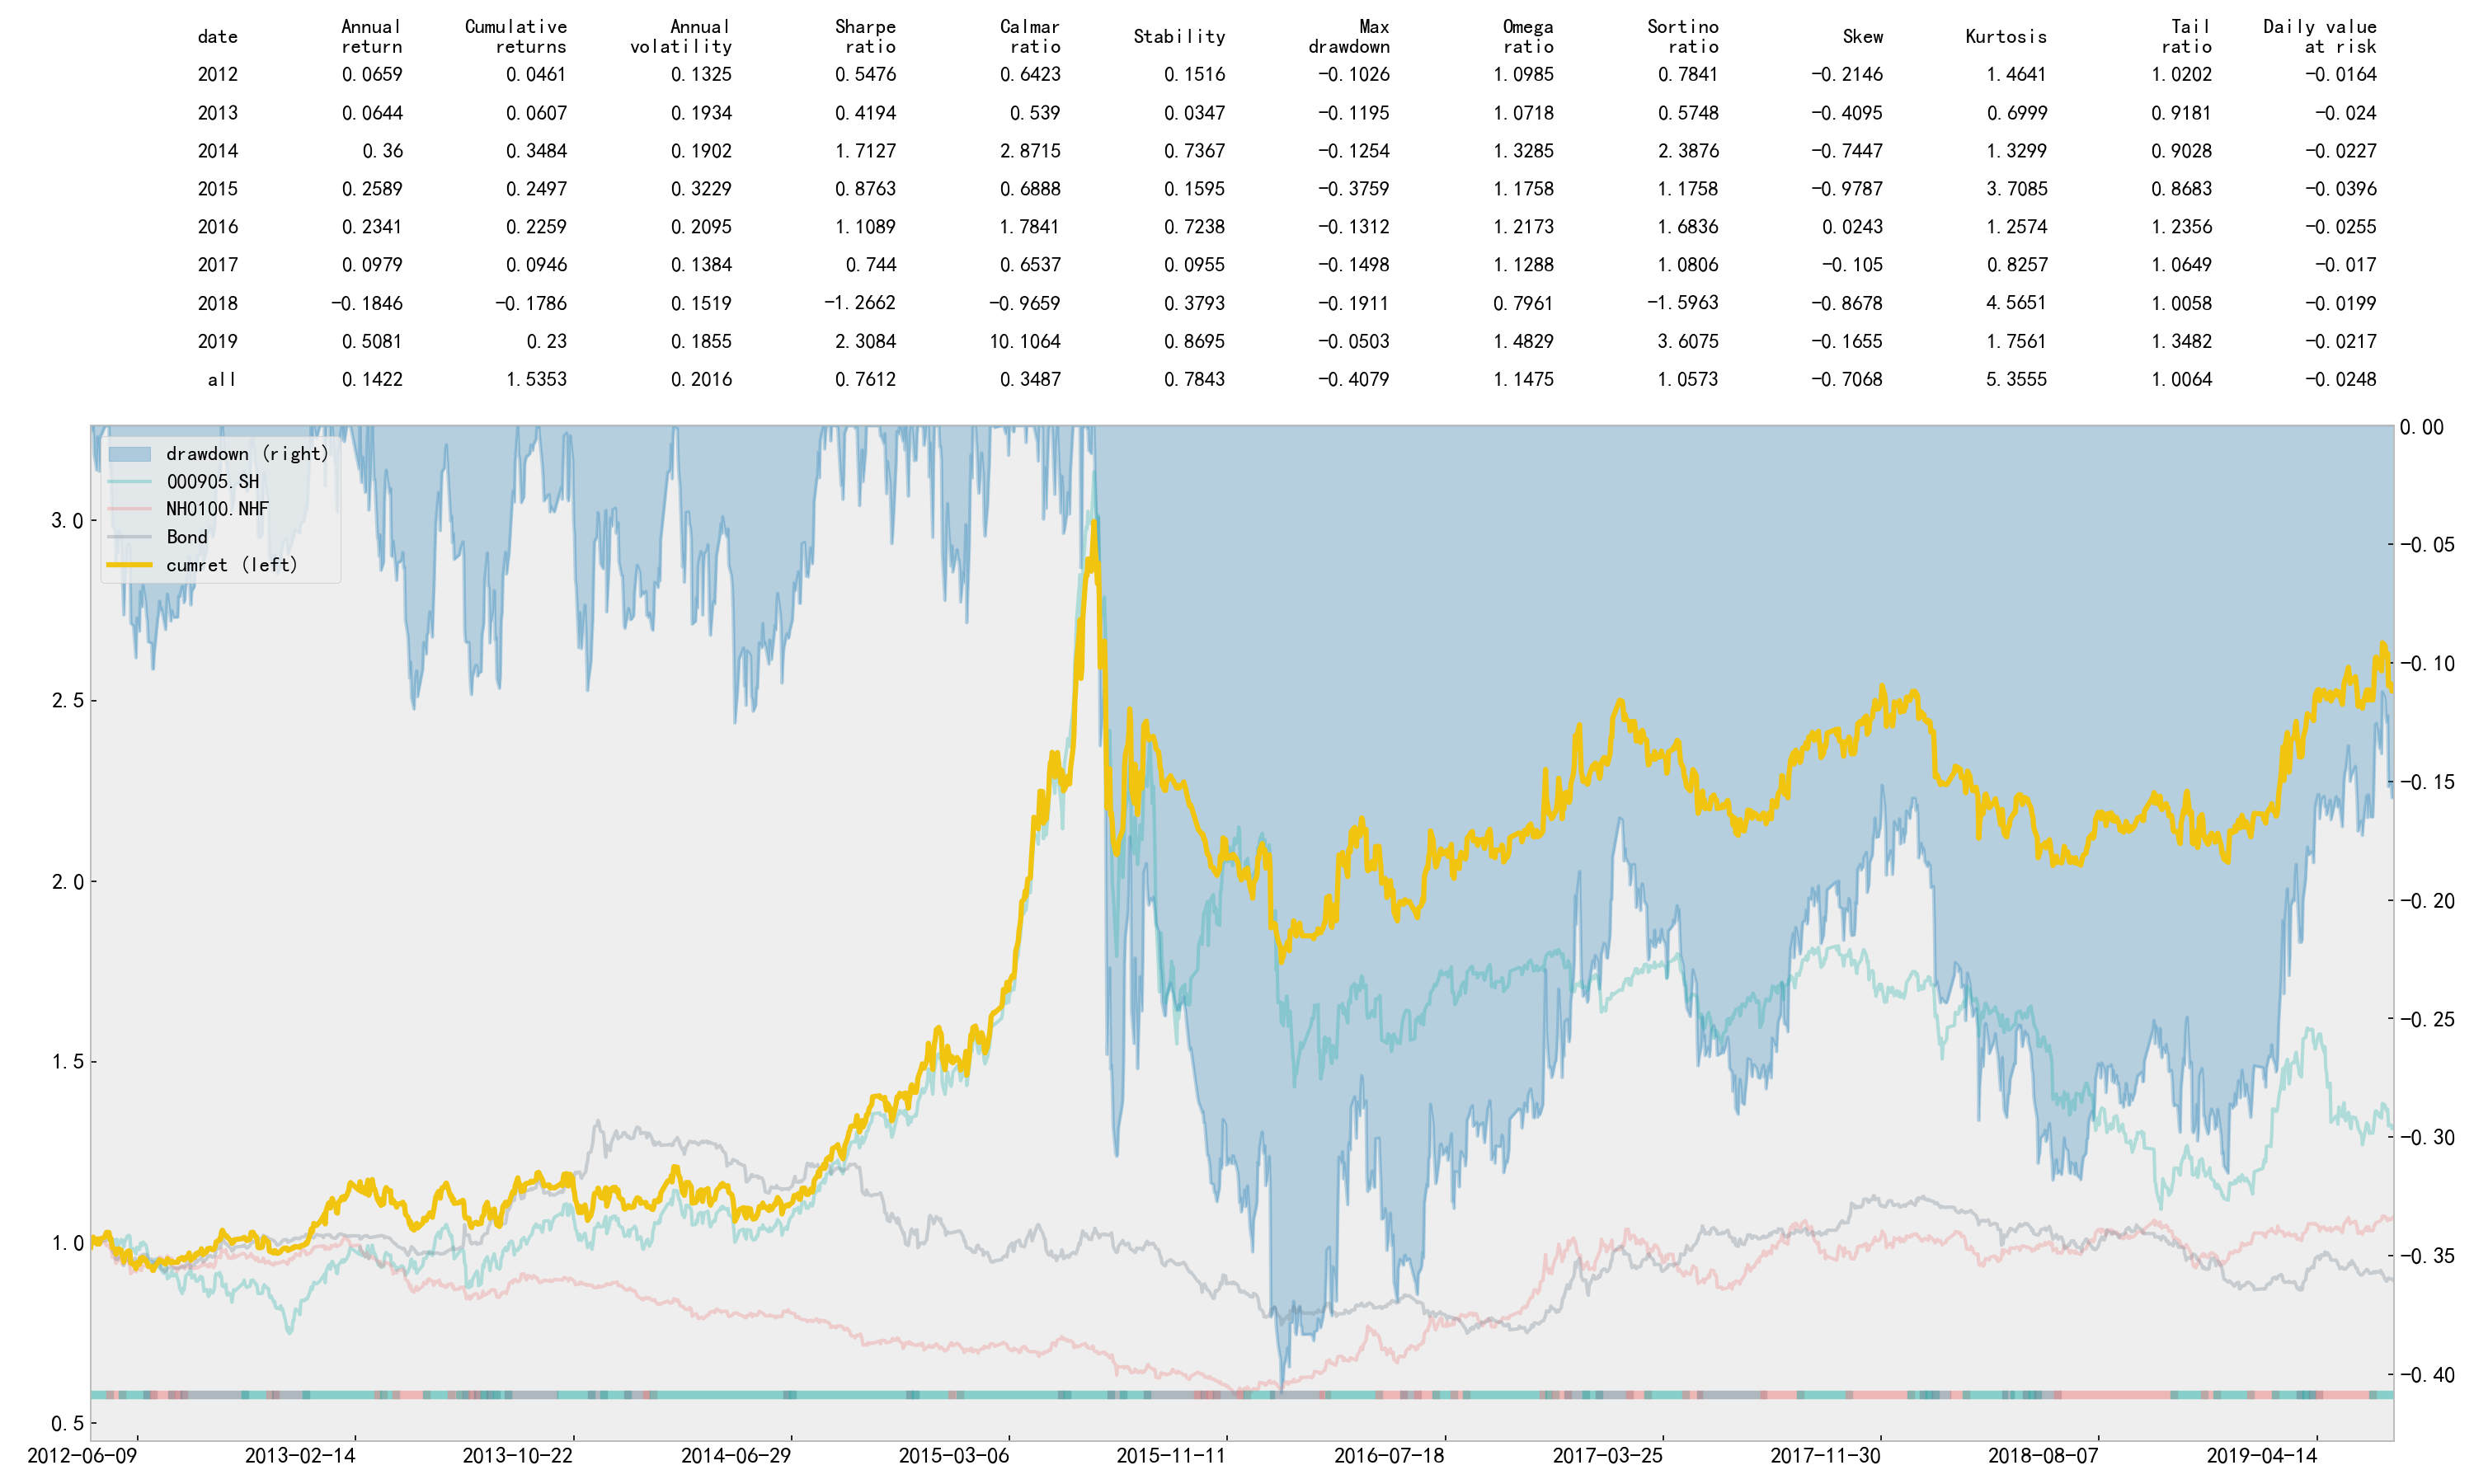 date Annual return Cumulative returns Annual volatility Sharpe ratio Calmar ratio Stability Max drawdown Omega ratio Sortino ratio Skew Kurtosis Tail ratio Daily value at risk
2012 0.0659 0.0461 0.1325 0.5476 0.6423 0.1516 -0.1026 1.0985 0.7841 -0.2146 1.4641 1.0202 -0.0164
2013 0.0644 0.0607 0.1934 0.4194 0.539 0.0347 -0.1195 1.0718 0.5748 -0.4095 0.6999 0.9181 -0.024
2014 0.36 0.3484 0.1902 1.7127 2.8715 0.7367 -0.1254 1.3285 2.3876 -0.7447 1.3299 0.9028 -0.0227
2015 0.2589 0.2497 0.3229 0.8763 0.6888 0.1595 -0.3759 1.1758 1.1758 -0.9787 3.7085 0.8683 -0.0396
2016 0.2341 0.2259 0.2095 1.1089 1.7841 0.7238 -0.1312 1.2173 1.6836 0.0243 1.2574 1.2356 -0.0255
2017 0.0979 0.0946 0.1384 0.744 0.6537 0.0955 -0.1498 1.1288 1.0806 -0.105 0.8257 1.0649 -0.017
2018 -0.1846 -0.1786 0.1519 -1.2662 -0.9659 0.3793 -0.1911 0.7961 -1.5963 -0.8678 4.5651 1.0058 -0.0199
2019 0.5081 0.23 0.1855 2.3084 10.1064 0.8695 -0.0503 1.4829 3.6075 -0.1655 1.7561 1.3482 -0.0217
all 0.1422 1.5353 0.2016 0.7612 0.3487 0.7843 -0.4079 1.1475 1.0573 -0.7068 5.3555 1.0064 -0.0248
drawdown (right)
000905.SH
NH0100.NHF
Bond
cumret (left)
3.0
2.5
2.0
1.5
1.0
0.5
0.00
-0.05
-0.10
-0.15
-0.20
-0.25
-0.30
-0.35
-0.40
2012-06-09 2013-02-14 2013-10-22 2014-06-29 2015-03-06 2015-11-11 2016-07-18 2017-03-25 2017-11-30 2018-08-07 2019-04-14